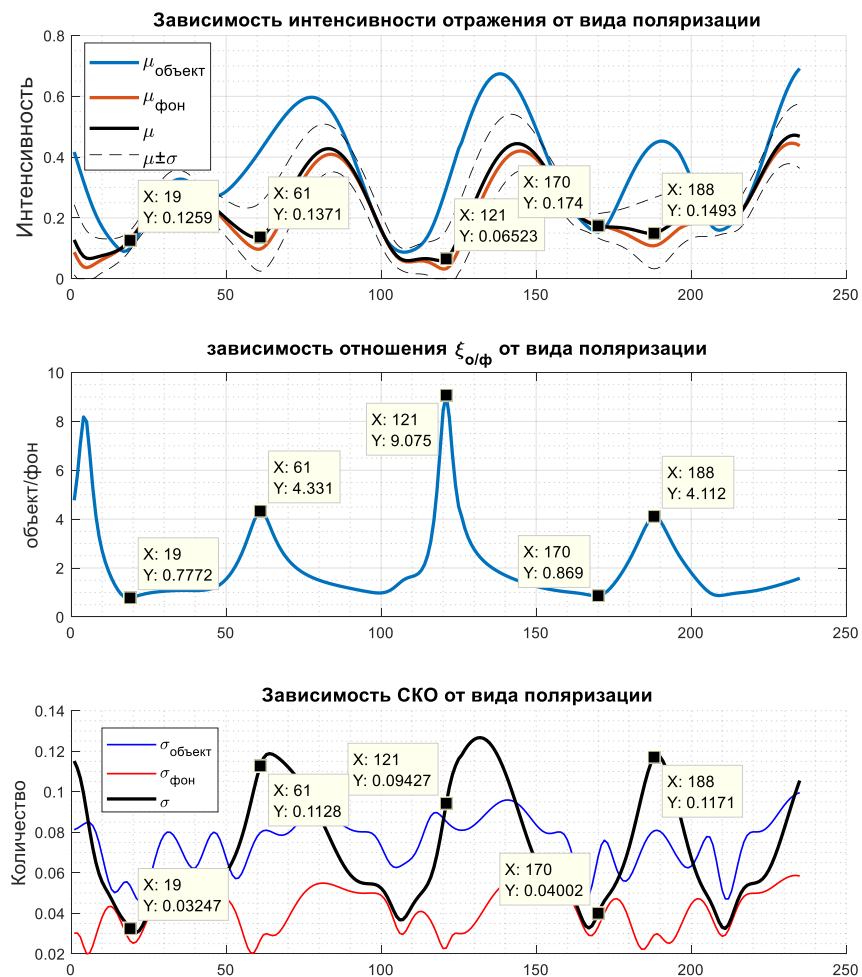 Зависимость интенсивности отражения от вида поляризации
Интенсивность
0.8
0.6
0.4
0.2
0
μобъект
μфон
μ
μ±σ
X: 19
Y: 0.1259
X: 61
Y: 0.1371
X: 121
Y: 0.06523
X: 170
Y: 0.174
X: 188
Y: 0.1493
0 50 100 150 200 250
зависимость отношения ξо/ф от вида поляризации
объект/фон
10
8
6
4
2
0
X: 19
Y: 0.7772
X: 61
Y: 4.331
X: 121
Y: 9.075
X: 170
Y: 0.869
X: 188
Y: 4.112
0 50 100 150 200 250
Зависимость СКО от вида поляризации
Количество
0.14
0.12
0.1
0.08
0.06
0.04
0.02
σобъект
σфон
σ
X: 19
Y: 0.03247
X: 61
Y: 0.1128
X: 121
Y: 0.09427
X: 170
Y: 0.04002
X: 188
Y: 0.1171
0 50 100 150 200 250